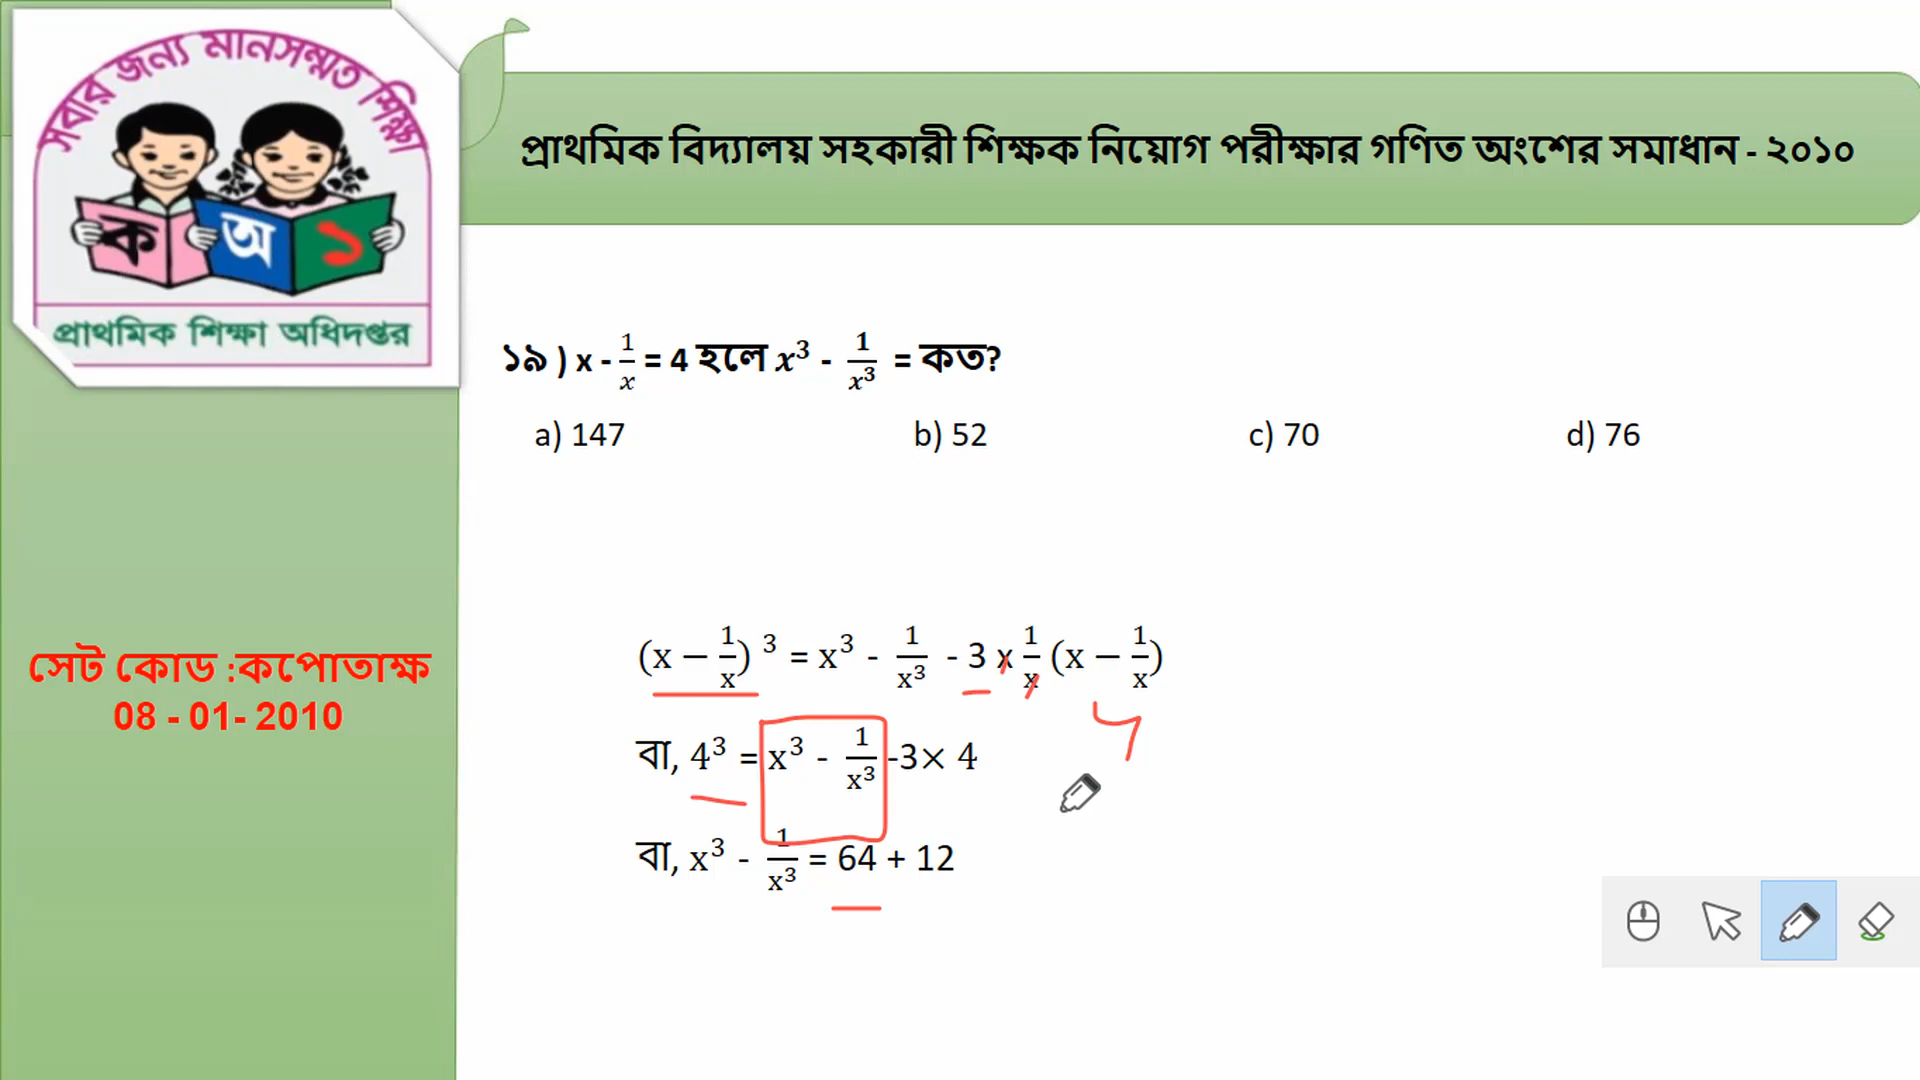 সবার জন্য মানসম্মত শিক্ষা
ক অ ১
প্রাথমিক শিক্ষা অধিদপ্তর
প্রাথমিক বিদ্যালয় সহকারী শিক্ষক নিয়োগ পরীক্ষার গণিত অংশের সমাধান - ২০১০
১৯ ) x - 1/x = 4 হলে x³ - 1/x³ = কত?
a) 147 b) 52 c) 70 d) 76
সেট কোড :কপোতাক্ষ
08 - 01- 2010
(x − 1/x)³ = x³ - 1/x³ - 3 x 1/x (x − 1/x)
4
বা, 4³ = x³ - 1/x³ -3× 4
বা, x³ - 1/x³ = 64 + 12